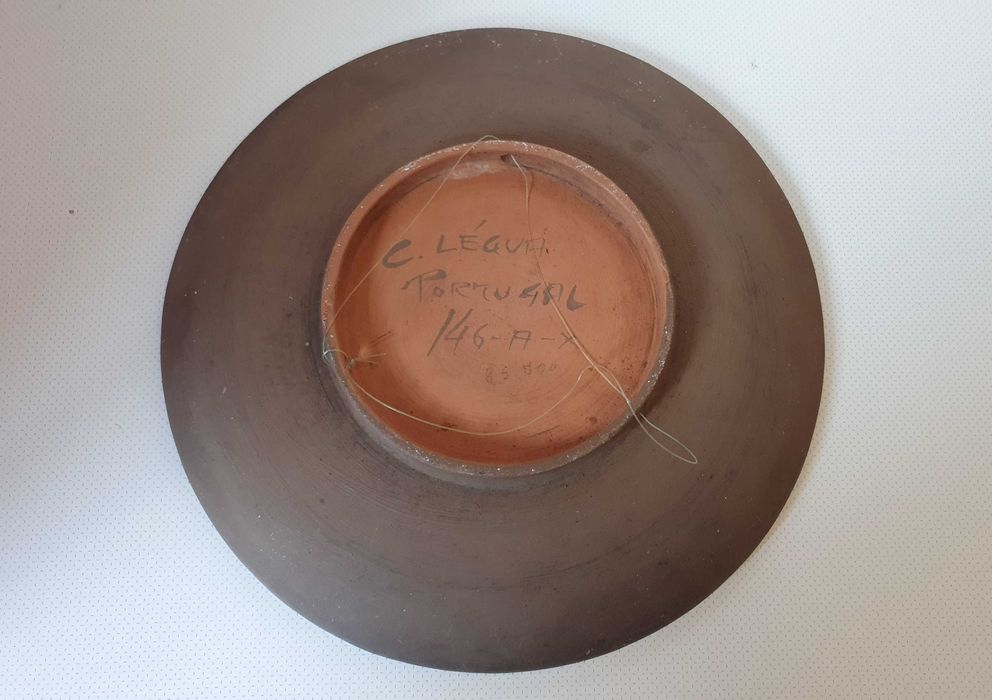 C. LÉGUA
PORTUGAL
146-A-X